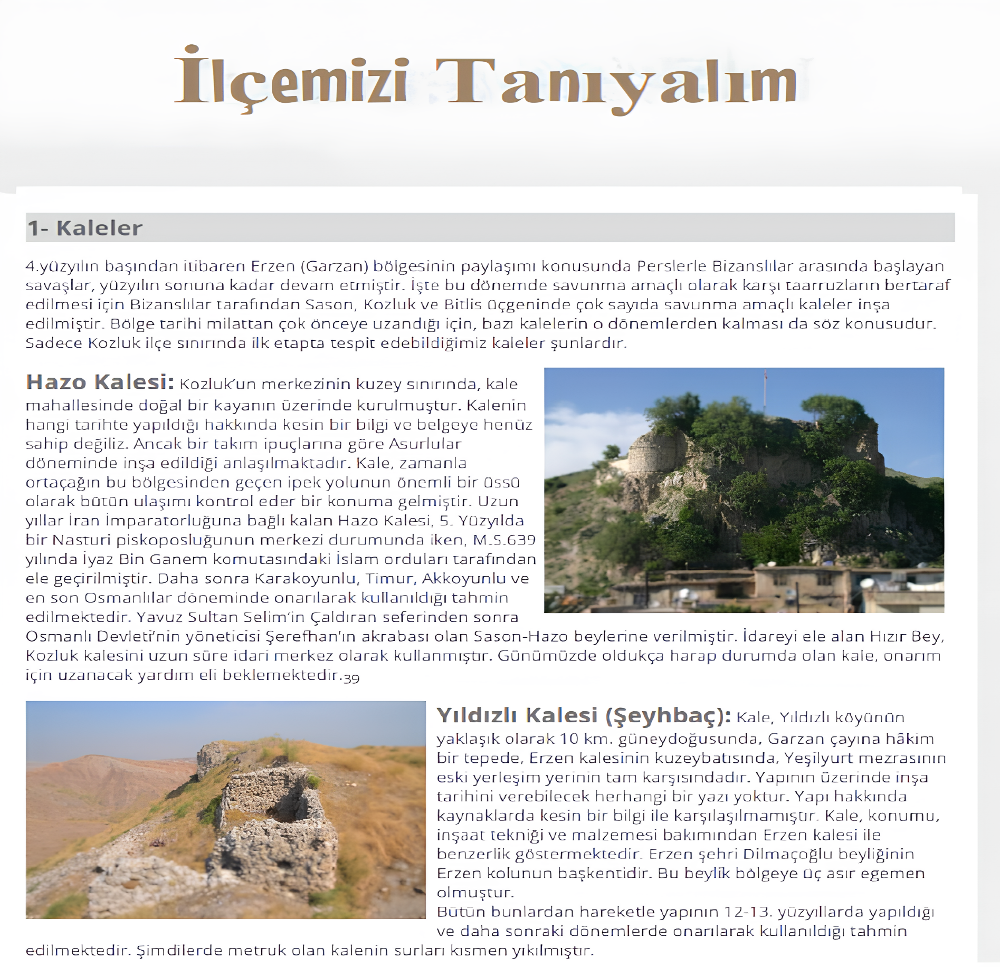 İlçemizi Tanıyalım
1- Kaleler
4.yüzyılın başından itibaren Erzen (Garzan) bölgesinin paylaşımı konusunda Perslerle Bizanslılar arasında başlayan
savaşlar, yüzyılın sonuna kadar devam etmiştir. İşte bu dönemde savunma amaçlı olarak karşı taarruzların bertaraf
edilmesi için Bizanslılar tarafından Sason, Kozluk ve Bitlis üçgeninde çok sayıda savunma amaçlı kaleler inşa
edilmiştir. Bölge tarihi milattan çok önceye uzandığı için, bazı kalelerin o dönemlerden kalması da söz konusudur.
Sadece Kozluk ilçe sınırında ilk etapta tespit edebildiğimiz kaleler şunlardır.
Hazo Kalesi: Kozluk’un merkezinin kuzey sınırında, kale
mahallesinde doğal bir kayanın üzerinde kurulmuştur. Kalenin
hangi tarihte yapıldığı hakkında kesin bir bilgi ve belgeye henüz
sahip değiliz. Ancak bir takım ipuçlarına göre Asurlular
döneminde inşa edildiği anlaşılmaktadır. Kale, zamanla
ortaçağın bu bölgesinden geçen ipek yolunun önemli bir üssü
olarak bütün ulaşımı kontrol eder bir konuma gelmiştir. Uzun
yıllar İran İmparatorluğuna bağlı kalan Hazo Kalesi, 5. Yüzyılda
bir Nasturi piskoposluğunun merkezi durumunda iken, M.S.639
yılında İyaz Bin Ganem komutasındaki İslam orduları tarafından
ele geçirilmiştir. Daha sonra Karakoyunlu, Timur, Akkoyunlu ve
en son Osmanlılar döneminde onarılarak kullanıldığı tahmin
edilmektedir. Yavuz Sultan Selim’in Çaldıran seferinden sonra
Osmanlı Devleti’nin yöneticisi Şerefhan’ın akrabası olan Sason-Hazo beylerine verilmiştir. İdareyi ele alan Hızır Bey,
Kozluk kalesini uzun süre idari merkez olarak kullanmıştır. Günümüzde oldukça harap durumda olan kale, onarım
için uzanacak yardım eli beklemektedir.39
Yıldızlı Kalesi (Şeyhbaç): Kale, Yıldızlı köyünün
yaklaşık olarak 10 km. güneydoğusunda, Garzan çayına hâkim
bir tepede, Erzen kalesinin kuzeybatısında, Yeşilyurt mezrasının
eski yerleşim yerinin tam karşısındadır. Yapının üzerinde inşa
tarihini verebilecek herhangi bir yazı yoktur. Yapı hakkında
kaynaklarda kesin bir bilgi ile karşılaşılmamıştır. Kale, konumu,
inşaat tekniği ve malzemesi bakımından Erzen kalesi ile
benzerlik göstermektedir. Erzen şehri Dilmaçoğlu beyliğinin
Erzen kolunun başkentidir. Bu beylik bölgeye üç asır egemen
olmuştur.
Bütün bunlardan hareketle yapının 12-13. yüzyıllarda yapıldığı
ve daha sonraki dönemlerde onarılarak kullanıldığı tahmin
edilmektedir. Şimdilerde metruk olan kalenin surları kısmen yıkılmıştır.